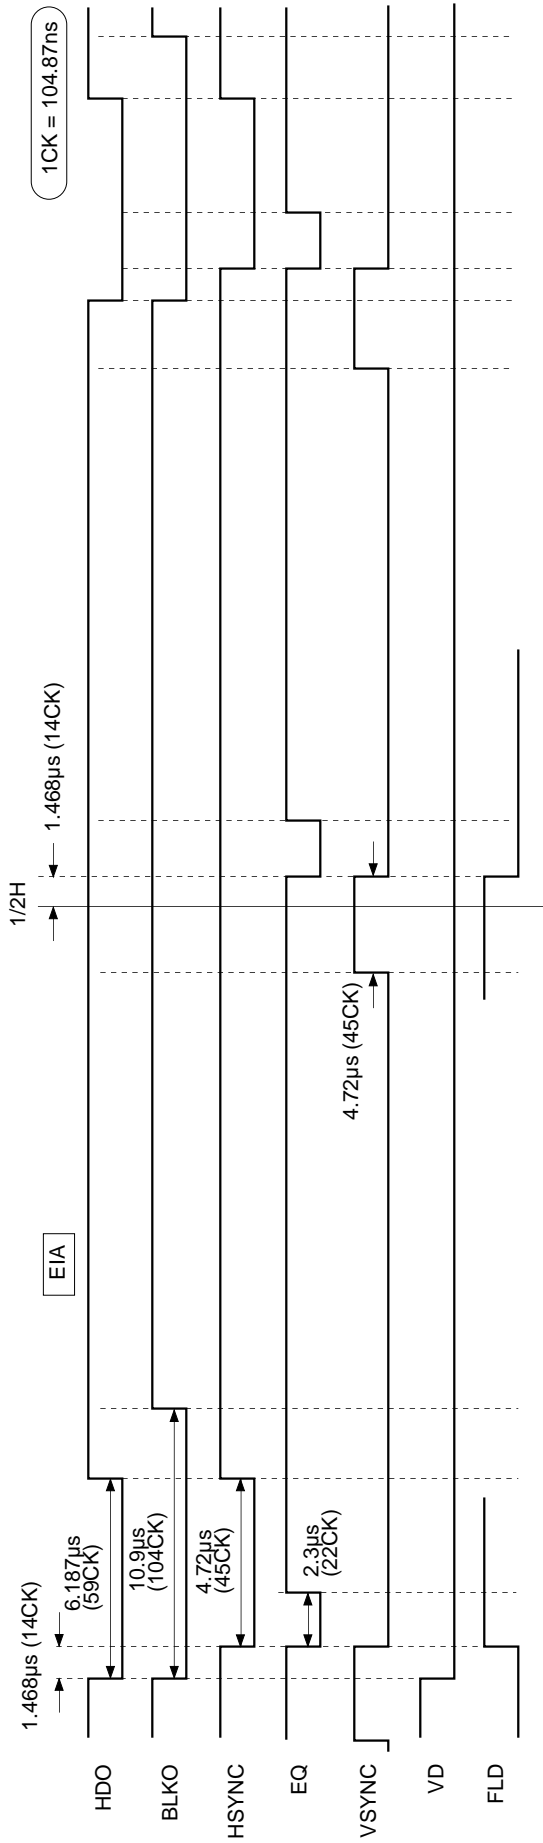 EIA
1CK = 104.87ns
1/2H
1.468µs (14CK)
1.468µs (14CK)
HDO
6.187µs
(59CK)
BLKO
10.9µs
(104CK)
HSYNC
4.72µs
(45CK)
EQ
2.3µs
(22CK)
VSYNC
4.72µs (45CK)
VD
FLD